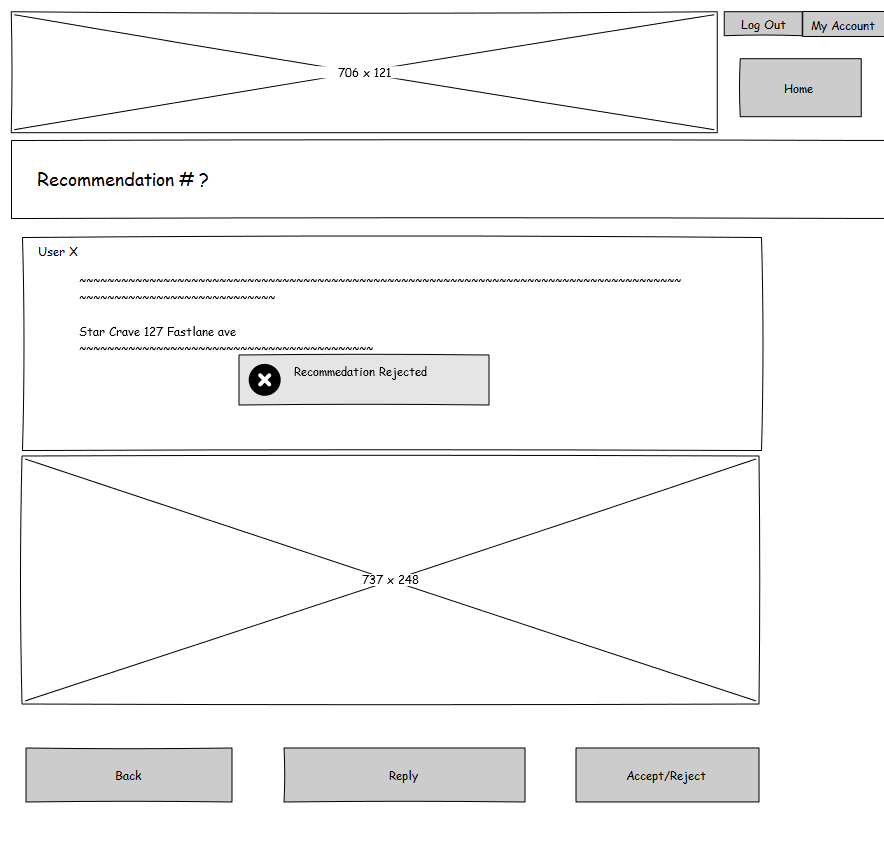 706 x 121
Log Out
My Account
Home
Recommendation # ?
User X
~~~~~~~~~~~~~~~~~~~~~~~~~~~~~~~~~~~~~~~~~~~~~~~~~~~~~~~~~~~~~~~~~~~~~~~~~~~~~~~~~~~~~~
~~~~~~~~~~~~~~~~~~~~~~~~~~~~
Star Crave 127 Fastlane ave
~~~~~~~~~~~~~~~~~~~~~~~~~~~~~~~~~~~~~~~~~~
Recommedation Rejected
737 x 248
Back
Reply
Accept/Reject